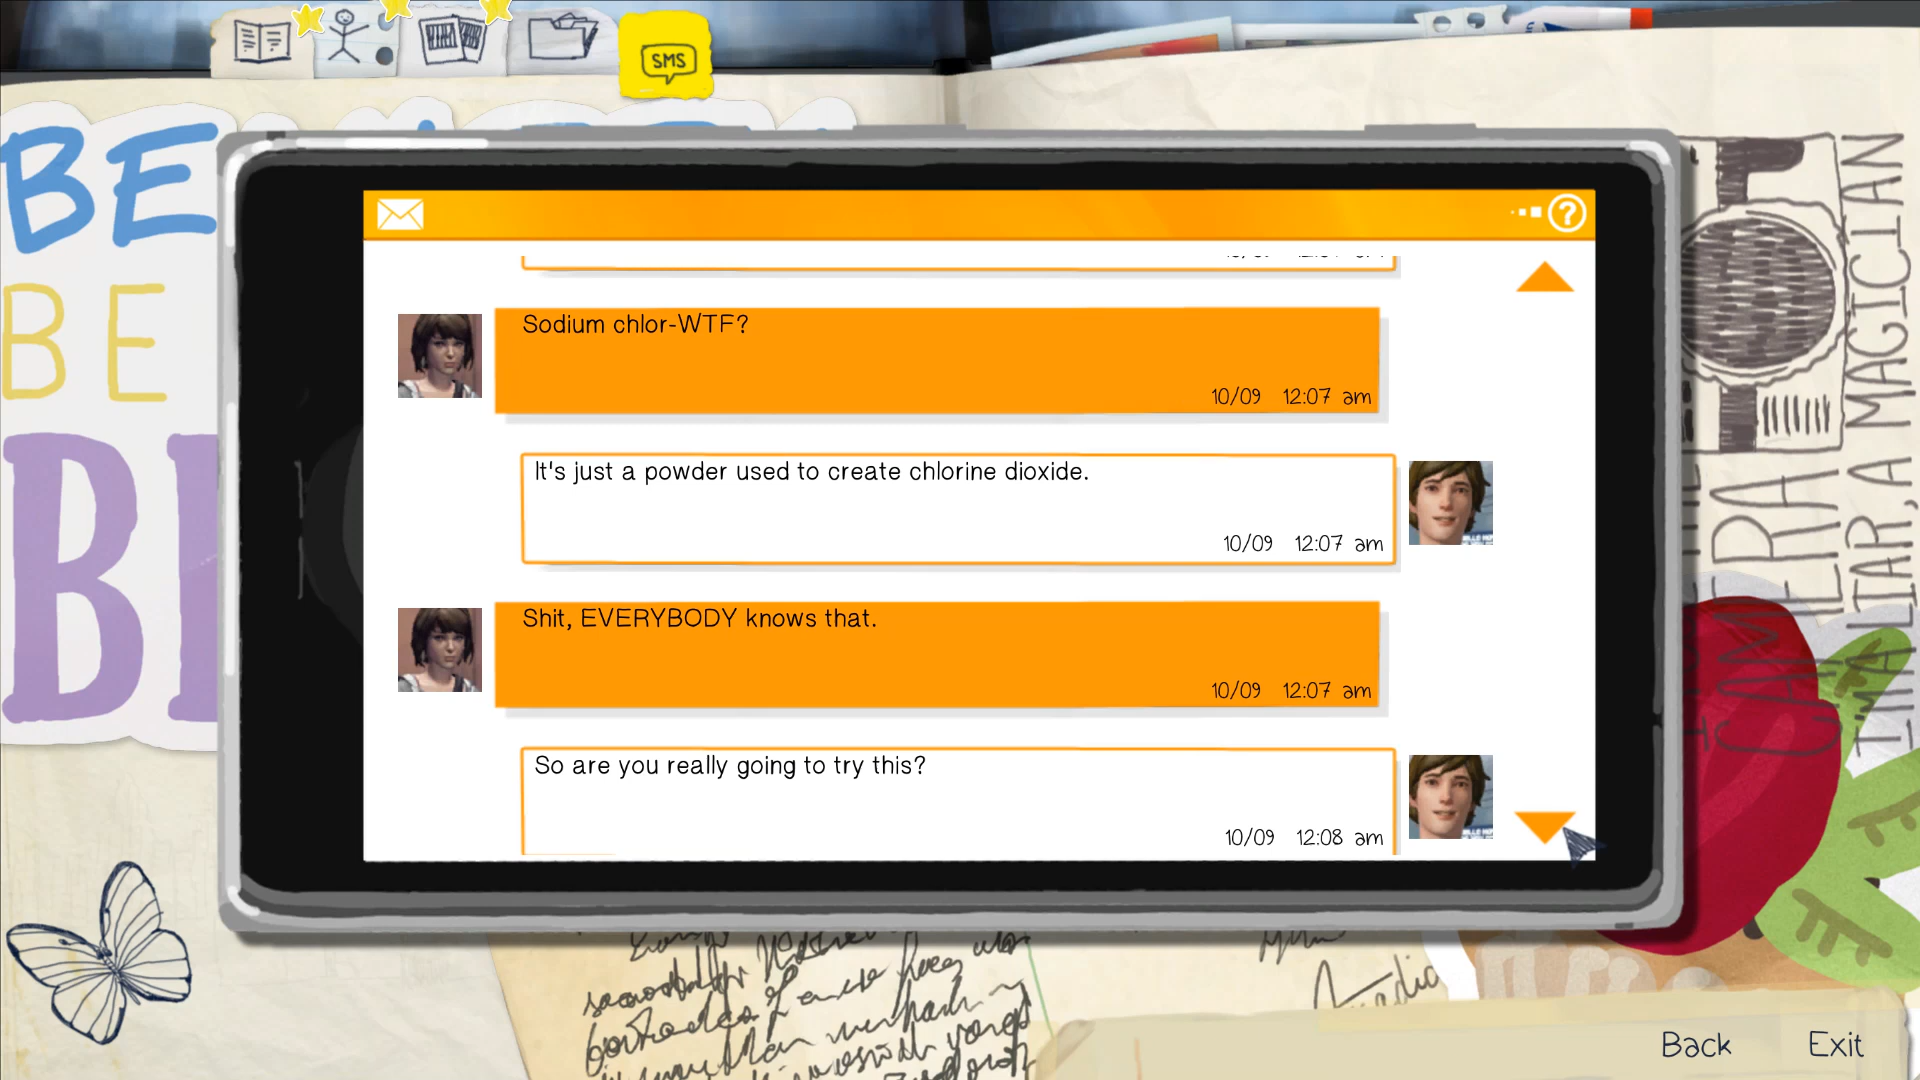 SMS
BE
BE
Sodium chlor-WTF?
10/09 12:07 am
It's just a powder used to create chlorine dioxide.
10/09 12:07 am
Shit, EVERYBODY knows that.
10/09 12:07 am
So are you really going to try this?
10/09 12:08 am
CAMERA
I'M A LIAR, A MAGICIAN
Back
Exit